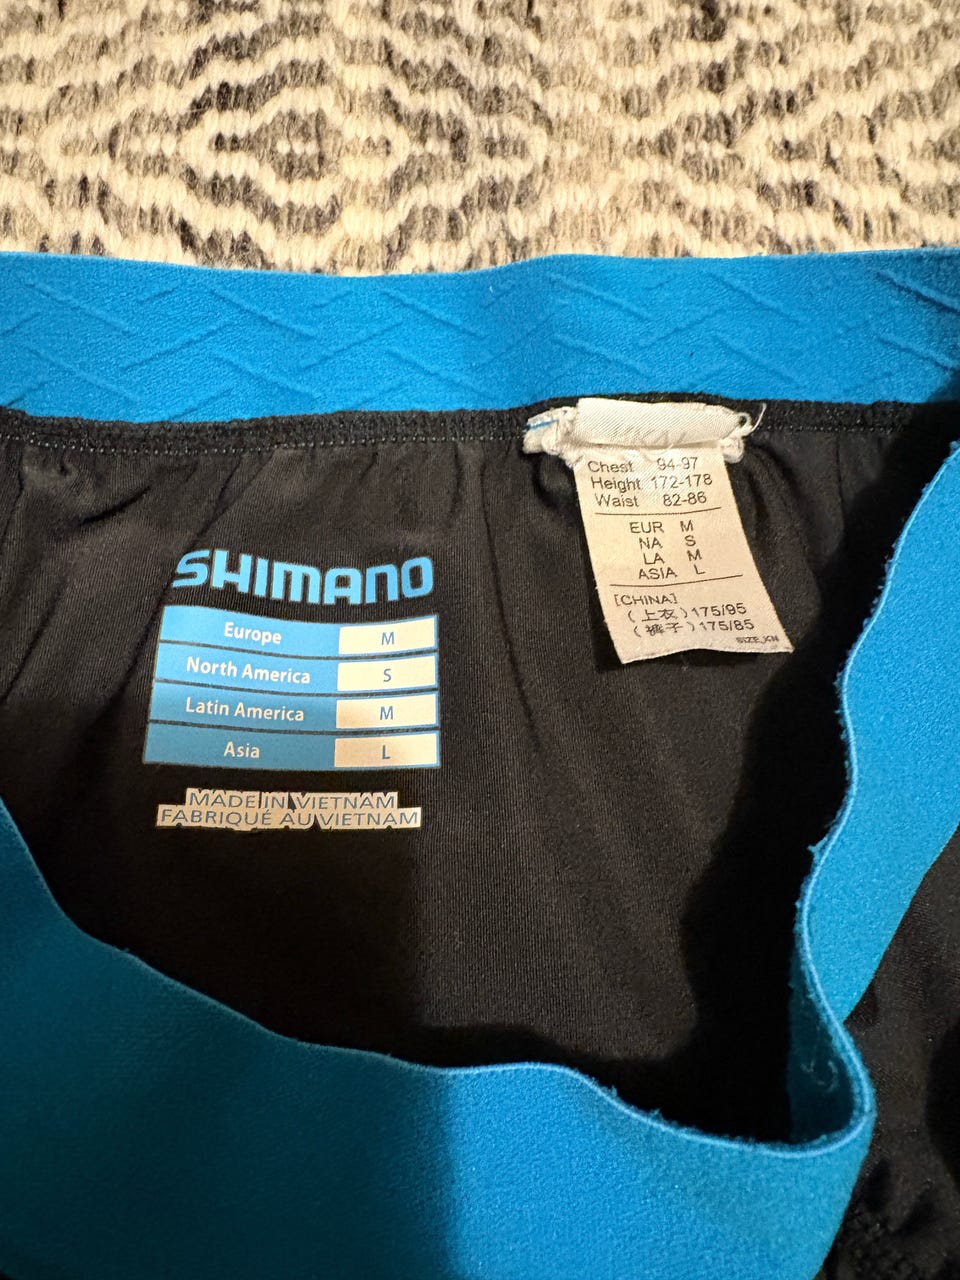 SHIMANO
Europe M
North America S
Latin America M
Asia L
MADE IN VIETNAM
FABRIQUÉ AU VIETNAM
Chest 94-97
Height 172-178
Waist 82-86
EUR M
NA S
LA M
ASIA L
[CHINA]
(上衣)175/95
(褲子)175/85